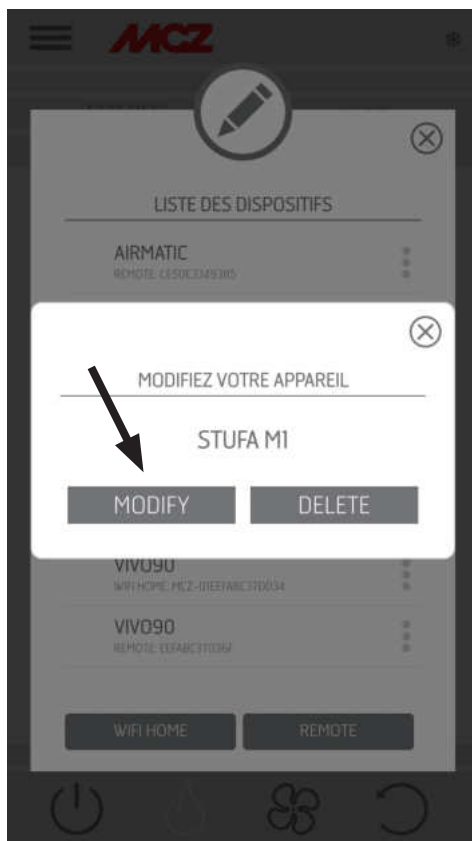 MCZ
LISTE DES DISPOSITIFS
AIRMATIC
MODIFIEZ VOTRE APPAREIL
STUFA M1
MODIFY DELETE
VIVO90
VIVO90
WIFI HOME REMOTE